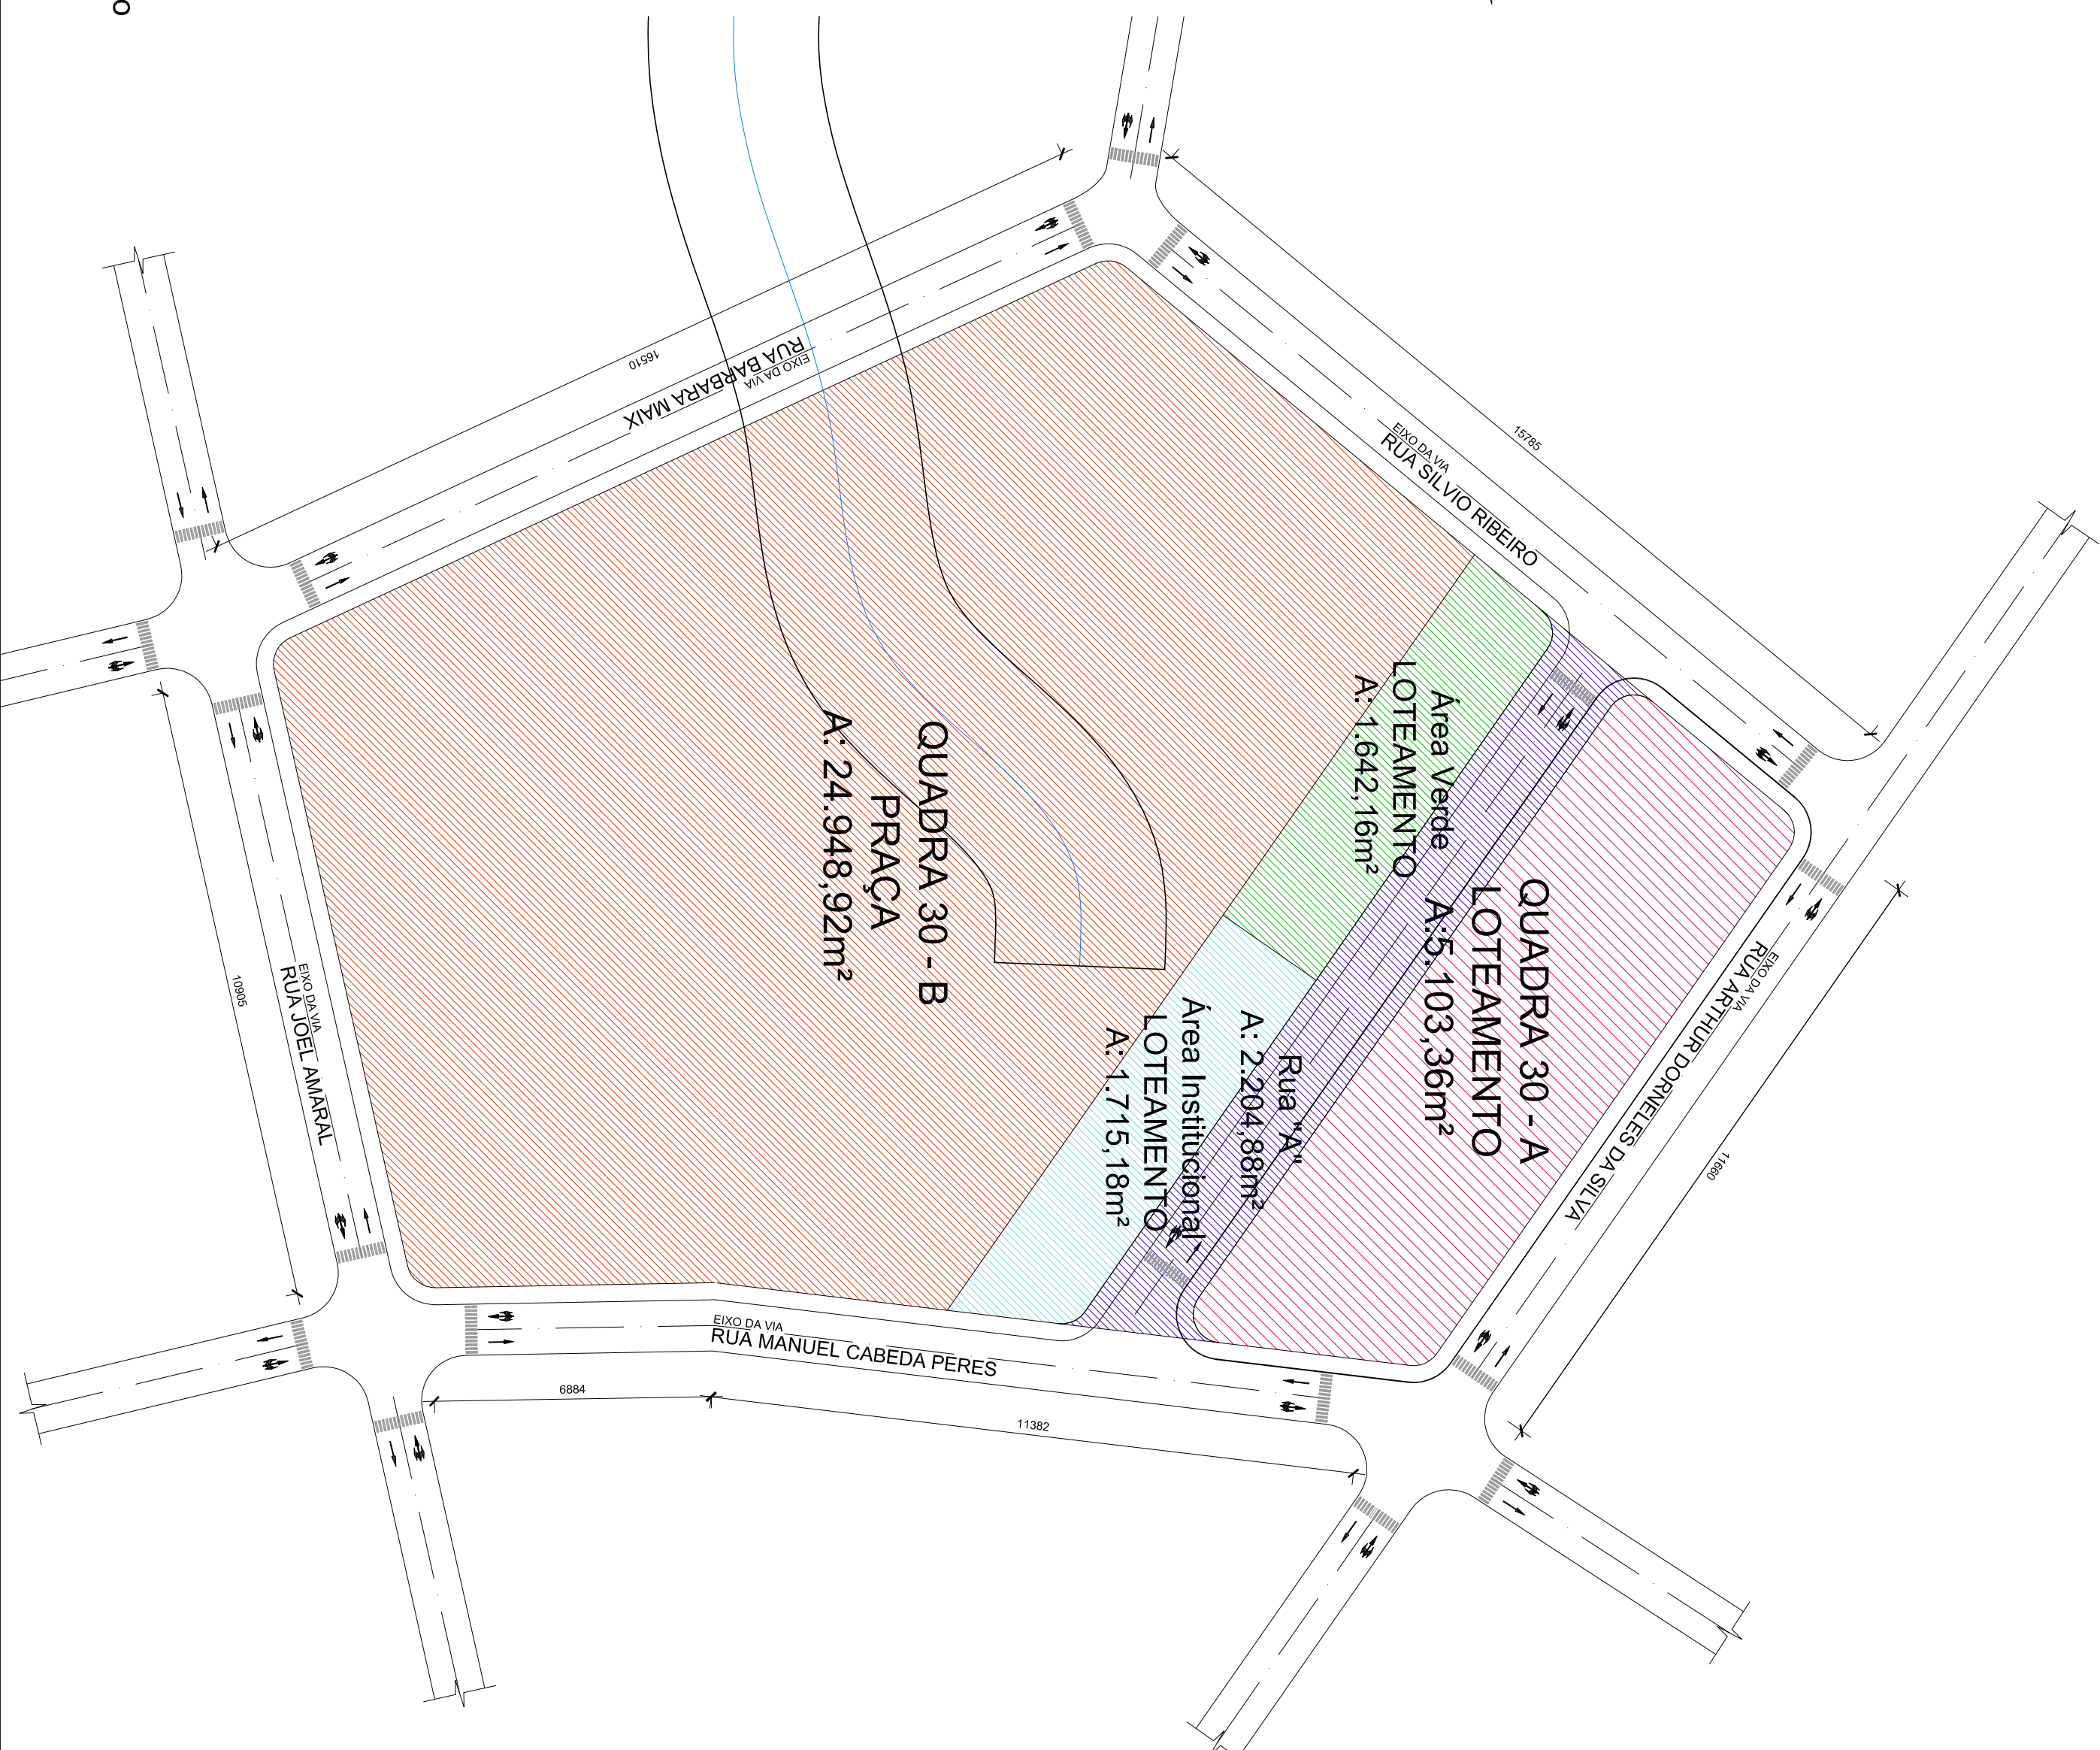 o
16510
RUA BARBARA MAIX
EIXO DA VIA
15785
EIXO DA VIA
RUA SILVIO RIBEIRO
Área Verde
LOTEAMENTO
A: 1.642,16m²
QUADRA 30 - B
PRAÇA
A: 24.948,92m²
QUADRA 30 - A
LOTEAMENTO
A:5.103,36m²
EIXO DA VIA
RUA ARTHUR DORNELES DA SILVA
11660
Rua "A"
A: 2.204,88m²
Área Institucional
LOTEAMENTO
A: 1.715,18m²
10905
EIXO DA VIA
RUA JOEL AMARAL
EIXO DA VIA
RUA MANUEL CABEDA PERES
6884
11382